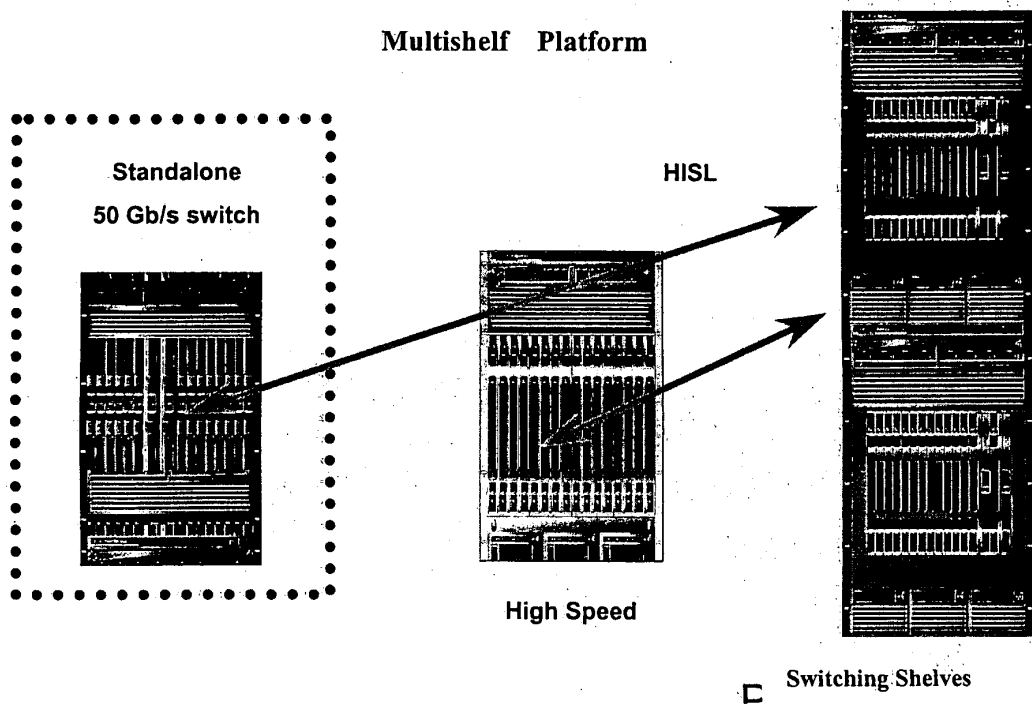 Multishelf Platform
Standalone
50 Gb/s switch
HISL
High Speed
Switching Shelves